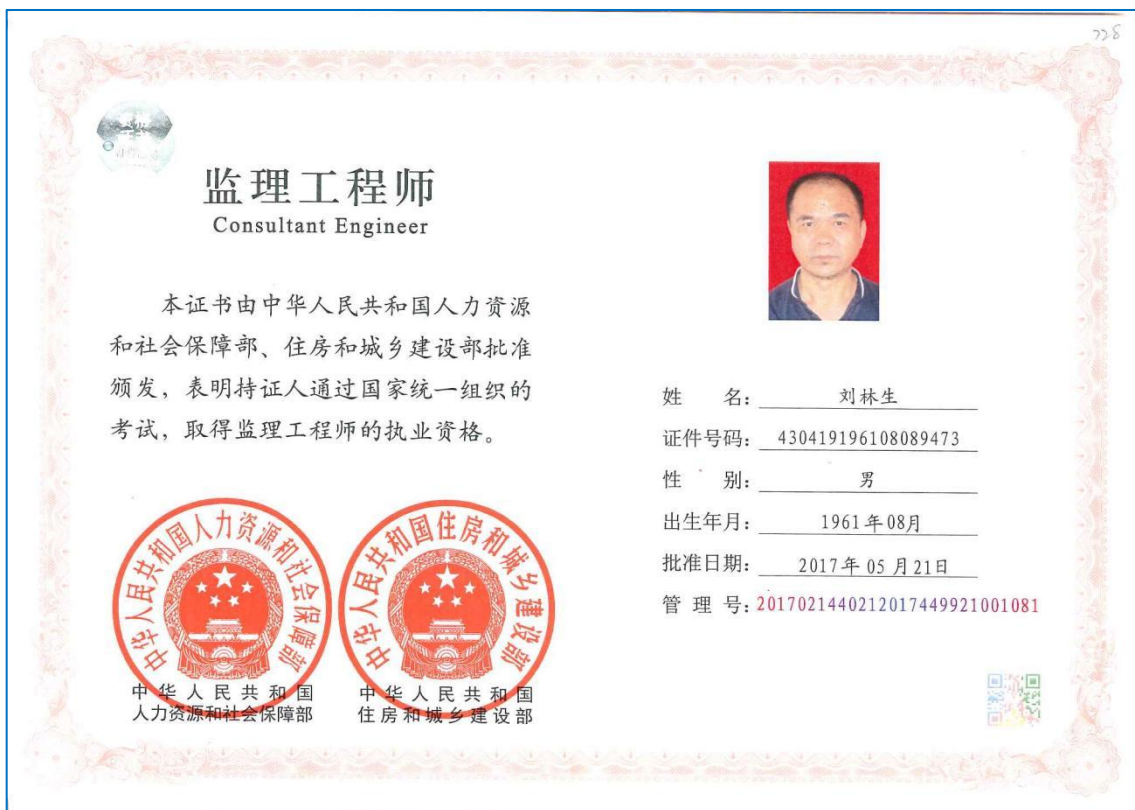 728
监理工程师
Consultant Engineer
本证书由中华人民共和国人力资源
和社会保障部、住房和城乡建设部批准
颁发，表明持证人通过国家统一组织的
考试，取得监理工程师的执业资格。
姓 名：刘林生
证件号码：430419196108089473
性 别：男
出生年月：1961年08月
批准日期：2017年05月21日
管 理 号：2017021440212017449921001081
中华人民共和国人力资源和社会保障部
中华人民共和国住房和城乡建设部
中华人民共和国
人力资源和社会保障部
中华人民共和国
住房和城乡建设部